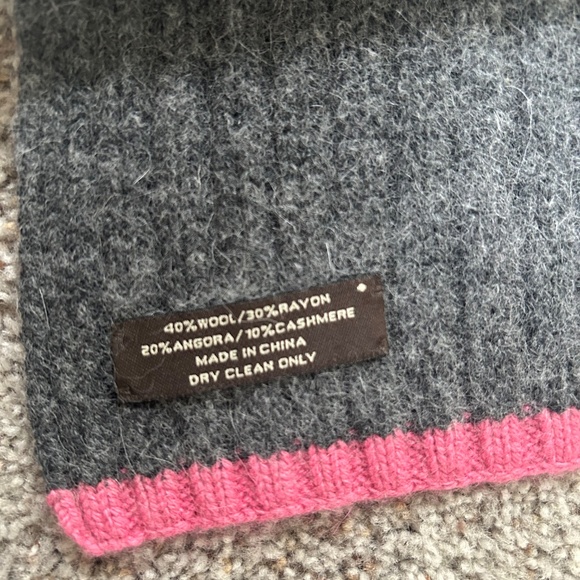 40%WOOL/30%RAYON
20%ANGORA/10%CASHMERE
MADE IN CHINA
DRY CLEAN ONLY